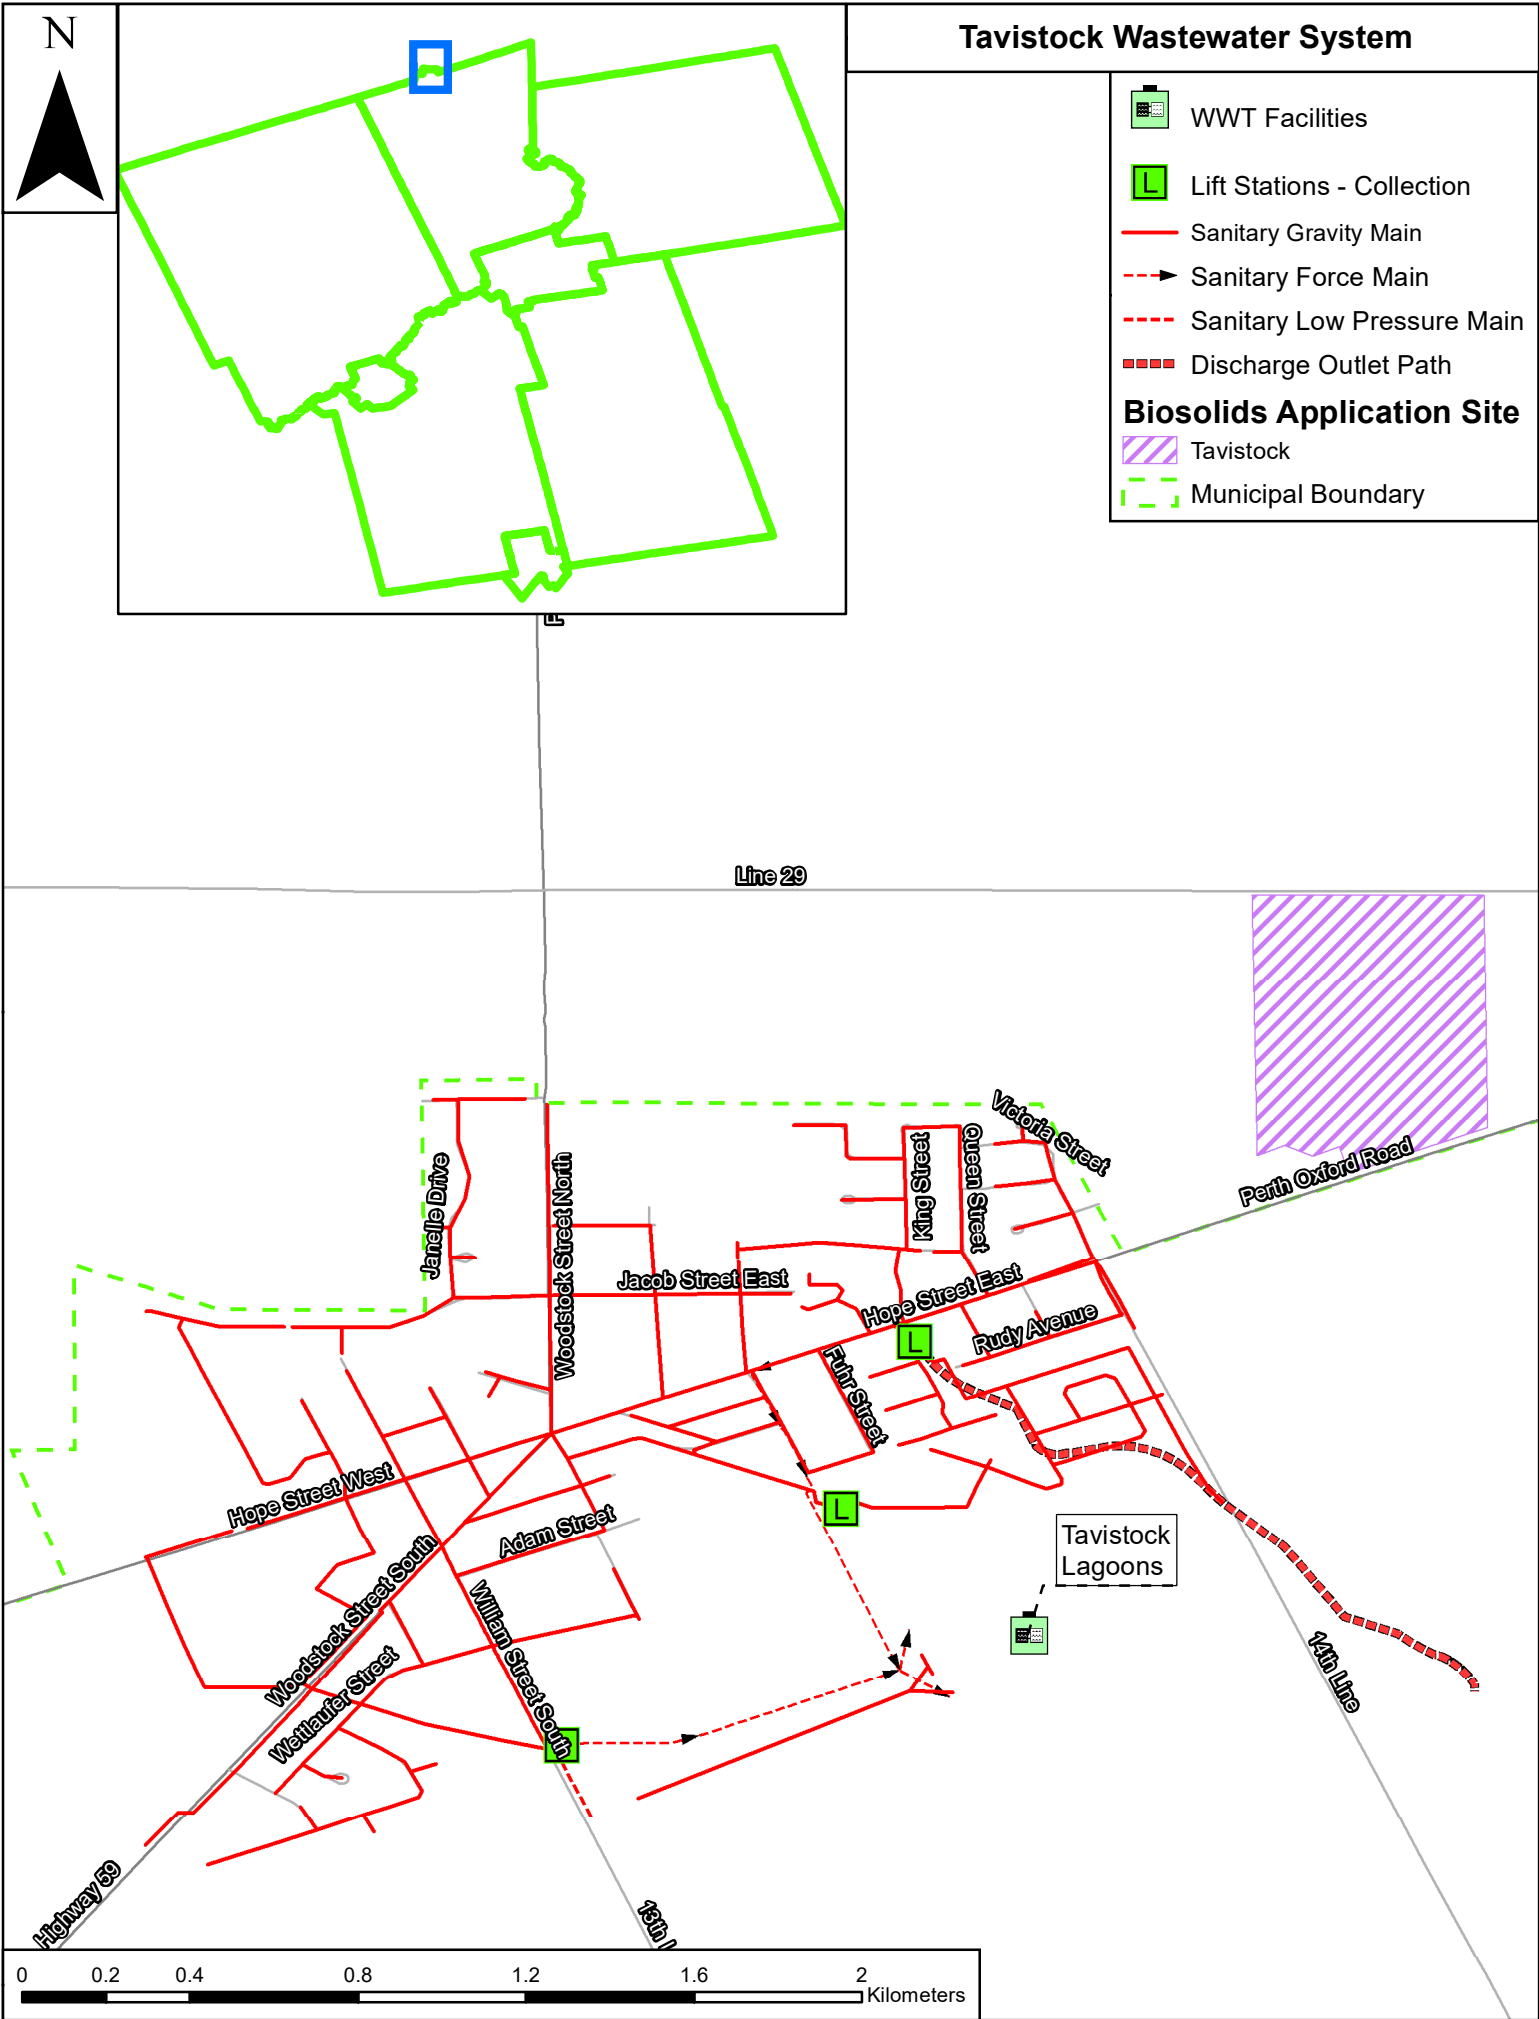 N
Tavistock Wastewater System
WWT Facilities
L
Lift Stations - Collection
Sanitary Gravity Main
Sanitary Force Main
Sanitary Low Pressure Main
Discharge Outlet Path
Biosolids Application Site
Tavistock
Municipal Boundary
Line 29
Victoria Street
Perth Oxford Road
King Street
Queen Street
Janelle Drive
Woodstock Street North
Jacob Street East
Hope Street East
Rudy Avenue
L
Fuhr Street
Hope Street West
L
Adam Street
Tavistock
Lagoons
Woodstock Street South
William Street South
Wettlaufer Street
14th Line
Highway 59
13th
0 0.2 0.4 0.8 1.2 1.6 2
Kilometers